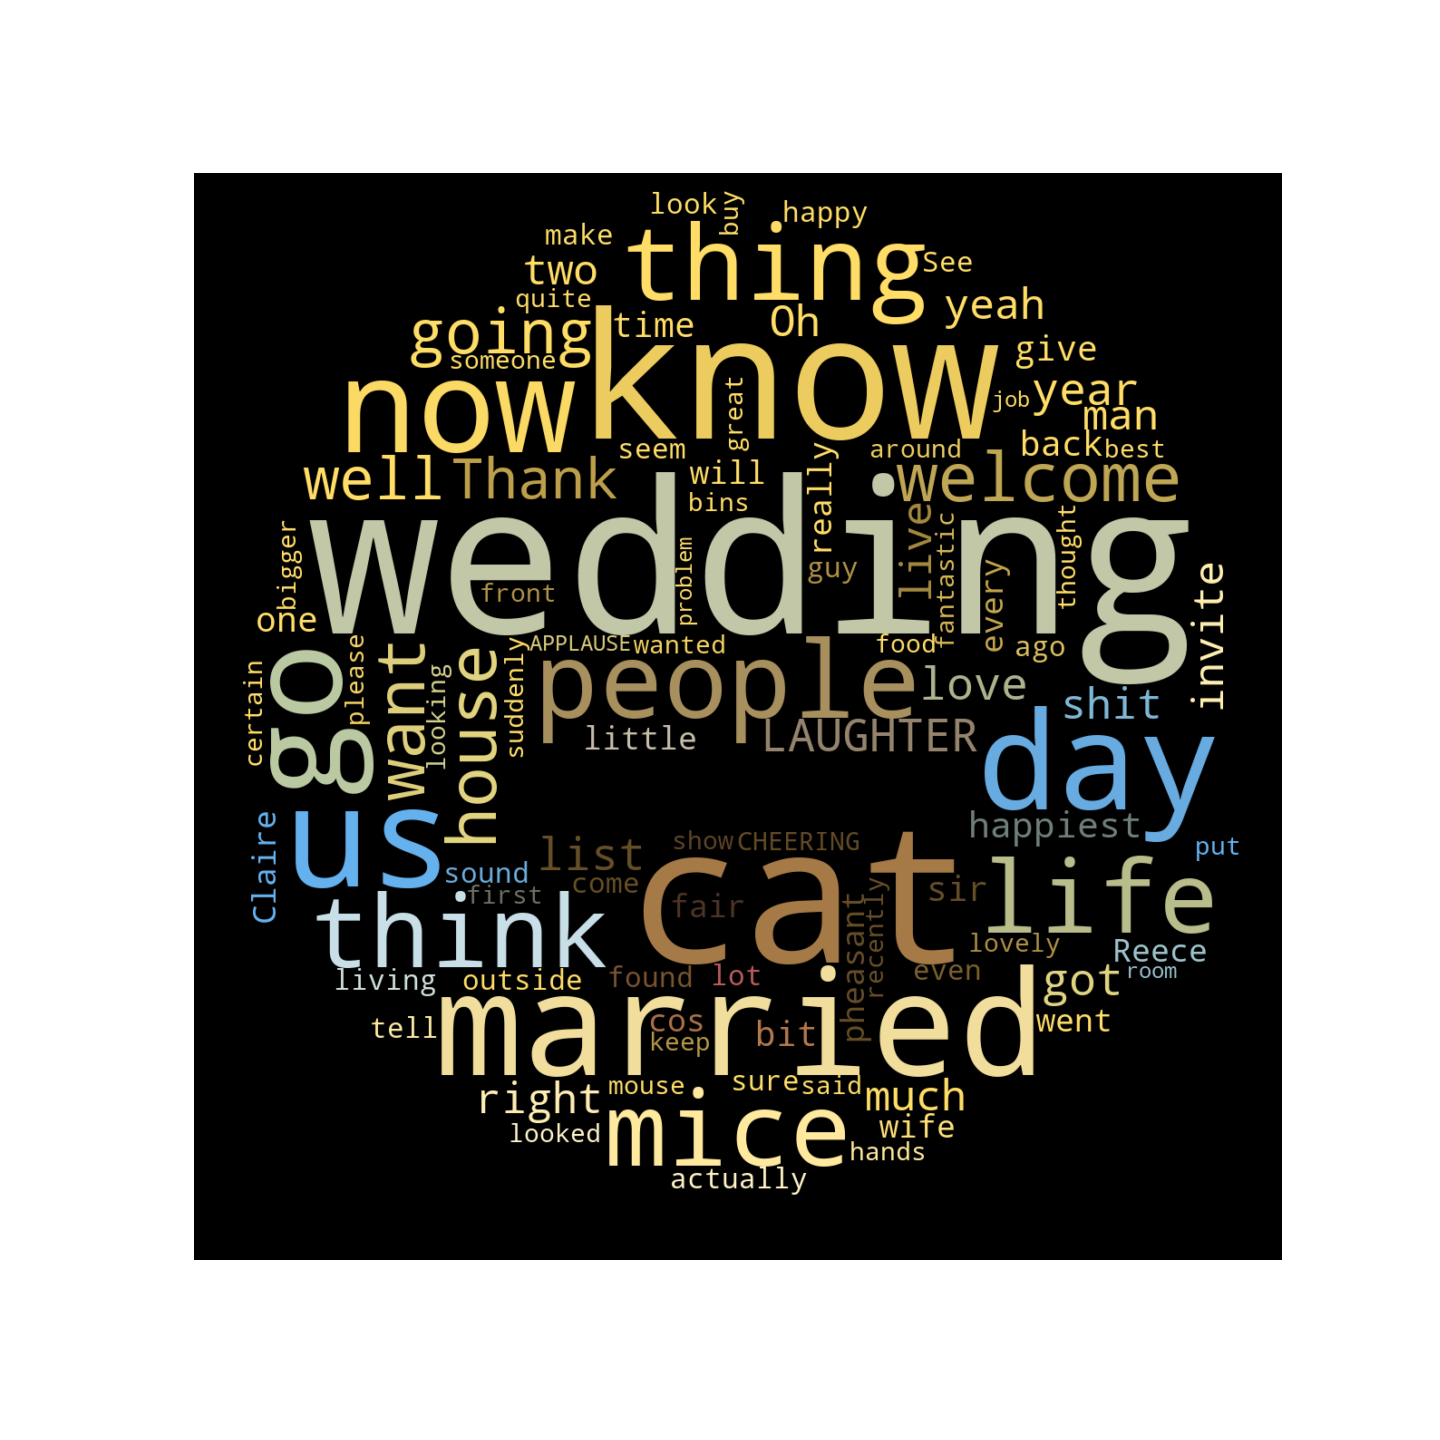 look
buy
happy
make
thing
two
See
quite
yeah
going
time
Oh
know
someone
give
now
job
year
great
man
seem
around
back
best
well
Thank
will
really
welcome
bins
wedding
live
fantastic
thought
bigger
front
problem
guy
every
invite
one
please
APPLAUSE
wanted
food
ago
go
want
house
suddenly
people
love
certain
looking
little
LAUGHTER
shit
day
Claire
us
list
show
CHEERING
happiest
put
sound
come
cat
sir
life
first
think
fair
pheasant
recently
lovely
Reece
living
outside
found
lot
even
got
room
tell
married
cos
bit
went
keep
right
mouse
sure
said
much
looked
mice
wife
hands
actually